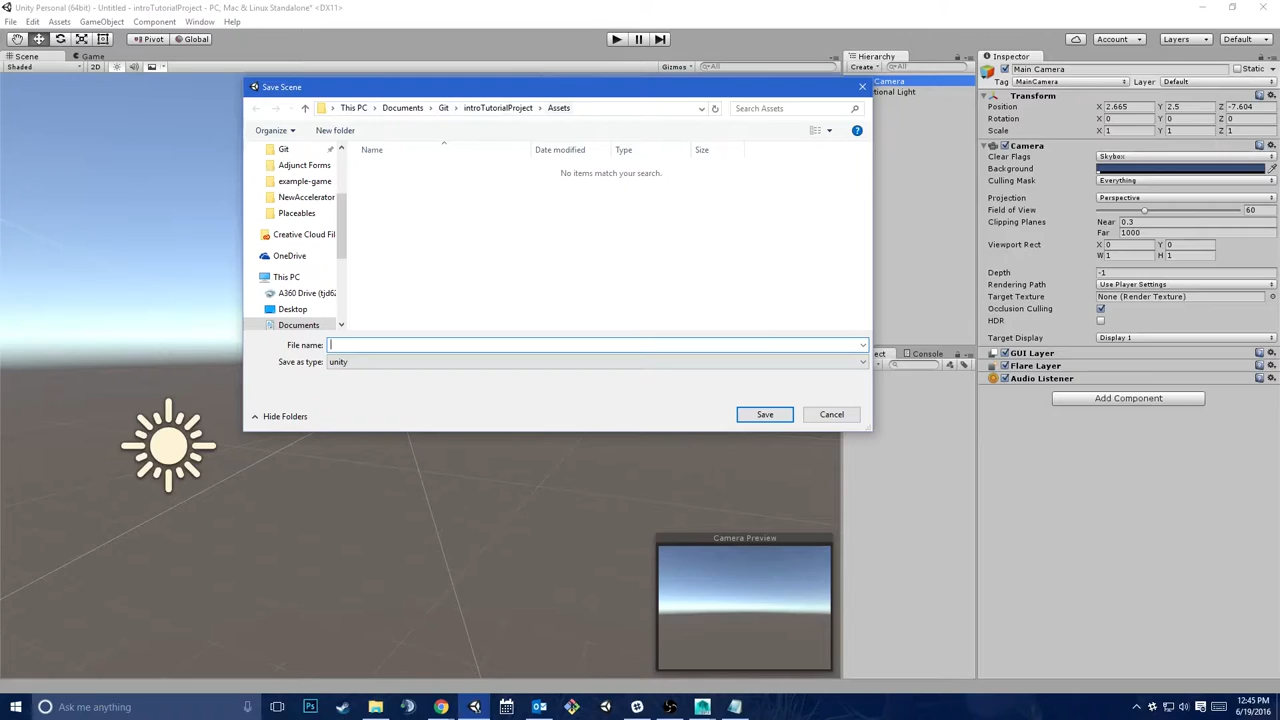 Unity Personal (64bit) - Untitled - introTutorialProject - PC, Mac & Linux Standalone* <DX11>
File Edit Assets GameObject Component Window Help
Pivot Global Account Layers Default
Scene Game Hierarchy Inspector
Shaded 2D Gizmos All Create All
Save Scene
This PC Documents Git introTutorialProject Assets Search Assets
Organize New folder
Name Date modified Type Size
No items match your search.
Git
Adjunct Forms
example-game
NewAccelerator
Placeables
Creative Cloud Fil
OneDrive
This PC
A360 Drive (tjd62
Desktop
Documents
File name:
Save as type: unity
Hide Folders Save Cancel
Camera
tional Light
ect Console
Main Camera Static
Tag MainCamera Layer Default
Transform
Position X 2.665 Y 2.5 Z -7.604
Rotation X 0 Y 0 Z 0
Scale X 1 Y 1 Z 1
Camera
Clear Flags Skybox
Background
Culling Mask Everything
Projection Perspective
Field of View 60
Clipping Planes Near 0.3
Far 1000
Viewport Rect X 0 Y 0
W 1 H 1
Depth -1
Rendering Path Use Player Settings
Target Texture None (Render Texture)
Occlusion Culling
HDR
Target Display Display 1
GUI Layer
Flare Layer
Audio Listener
Add Component
Camera Preview
Ask me anything
12:45 PM
6/19/2016